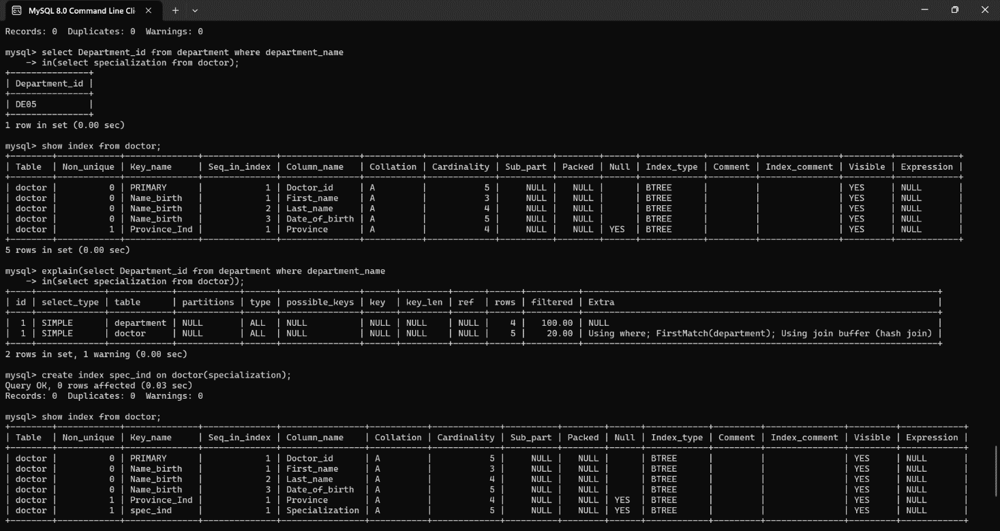 MySQL 8.0 Command Line Cli
Records: 0  Duplicates: 0  Warnings: 0
mysql> select Department_id from department where department_name
    -> in(select specialization from doctor);
+---------------+
| Department_id |
+---------------+
| DE05          |
+---------------+
1 row in set (0.00 sec)
mysql> show index from doctor;
+--------+------------+--------------+--------------+---------------+-----------+-------------+----------+--------+------+------------+---------+---------------+---------+------------+
| Table  | Non_unique | Key_name     | Seq_in_index | Column_name   | Collation | Cardinality | Sub_part | Packed | Null | Index_type | Comment | Index_comment | Visible | Expression |
+--------+------------+--------------+--------------+---------------+-----------+-------------+----------+--------+------+------------+---------+---------------+---------+------------+
| doctor |          0 | PRIMARY      |            1 | Doctor_id     | A         |           5 |     NULL |   NULL |      | BTREE      |         |               | YES     | NULL       |
| doctor |          0 | Name_birth   |            1 | First_name    | A         |           3 |     NULL |   NULL |      | BTREE      |         |               | YES     | NULL       |
| doctor |          0 | Name_birth   |            2 | Last_name     | A         |           4 |     NULL |   NULL |      | BTREE      |         |               | YES     | NULL       |
| doctor |          0 | Name_birth   |            3 | Date_of_birth | A         |           5 |     NULL |   NULL |      | BTREE      |         |               | YES     | NULL       |
| doctor |          1 | Province_Ind |            1 | Province      | A         |           4 |     NULL |   NULL | YES  | BTREE      |         |               | YES     | NULL       |
+--------+------------+--------------+--------------+---------------+-----------+-------------+----------+--------+------+------------+---------+---------------+---------+------------+
5 rows in set (0.00 sec)
mysql> explain(select Department_id from department where department_name
    -> in(select specialization from doctor));
+----+-------------+------------+------------+------+---------------+------+---------+------+------+----------+--------------------------------------------------------------------+
| id | select_type | table      | partitions | type | possible_keys | key  | key_len | ref  | rows | filtered | Extra                                                              |
+----+-------------+------------+------------+------+---------------+------+---------+------+------+----------+--------------------------------------------------------------------+
|  1 | SIMPLE      | department | NULL       | ALL  | NULL          | NULL | NULL    | NULL |    4 |   100.00 | NULL                                                               |
|  1 | SIMPLE      | doctor     | NULL       | ALL  | NULL          | NULL | NULL    | NULL |    5 |    20.00 | Using where; FirstMatch(department); Using join buffer (hash join) |
+----+-------------+------------+------------+------+---------------+------+---------+------+------+----------+--------------------------------------------------------------------+
2 rows in set, 1 warning (0.00 sec)
mysql> create index spec_ind on doctor(specialization);
Query OK, 0 rows affected (0.03 sec)
Records: 0  Duplicates: 0  Warnings: 0
mysql> show index from doctor;
+--------+------------+--------------+--------------+----------------+-----------+-------------+----------+--------+------+------------+---------+---------------+---------+------------+
| Table  | Non_unique | Key_name     | Seq_in_index | Column_name    | Collation | Cardinality | Sub_part | Packed | Null | Index_type | Comment | Index_comment | Visible | Expression |
+--------+------------+--------------+--------------+----------------+-----------+-------------+----------+--------+------+------------+---------+---------------+---------+------------+
| doctor |          0 | PRIMARY      |            1 | Doctor_id      | A         |           5 |     NULL |   NULL |      | BTREE      |         |               | YES     | NULL       |
| doctor |          0 | Name_birth   |            1 | First_name     | A         |           3 |     NULL |   NULL |      | BTREE      |         |               | YES     | NULL       |
| doctor |          0 | Name_birth   |            2 | Last_name      | A         |           4 |     NULL |   NULL |      | BTREE      |         |               | YES     | NULL       |
| doctor |          0 | Name_birth   |            3 | Date_of_birth  | A         |           5 |     NULL |   NULL |      | BTREE      |         |               | YES     | NULL       |
| doctor |          1 | Province_Ind |            1 | Province       | A         |           4 |     NULL |   NULL | YES  | BTREE      |         |               | YES     | NULL       |
| doctor |          1 | spec_ind     |            1 | Specialization | A         |           5 |     NULL |   NULL | YES  | BTREE      |         |               | YES     | NULL       |
+--------+------------+--------------+--------------+----------------+-----------+-------------+----------+--------+------+------------+---------+---------------+---------+------------+